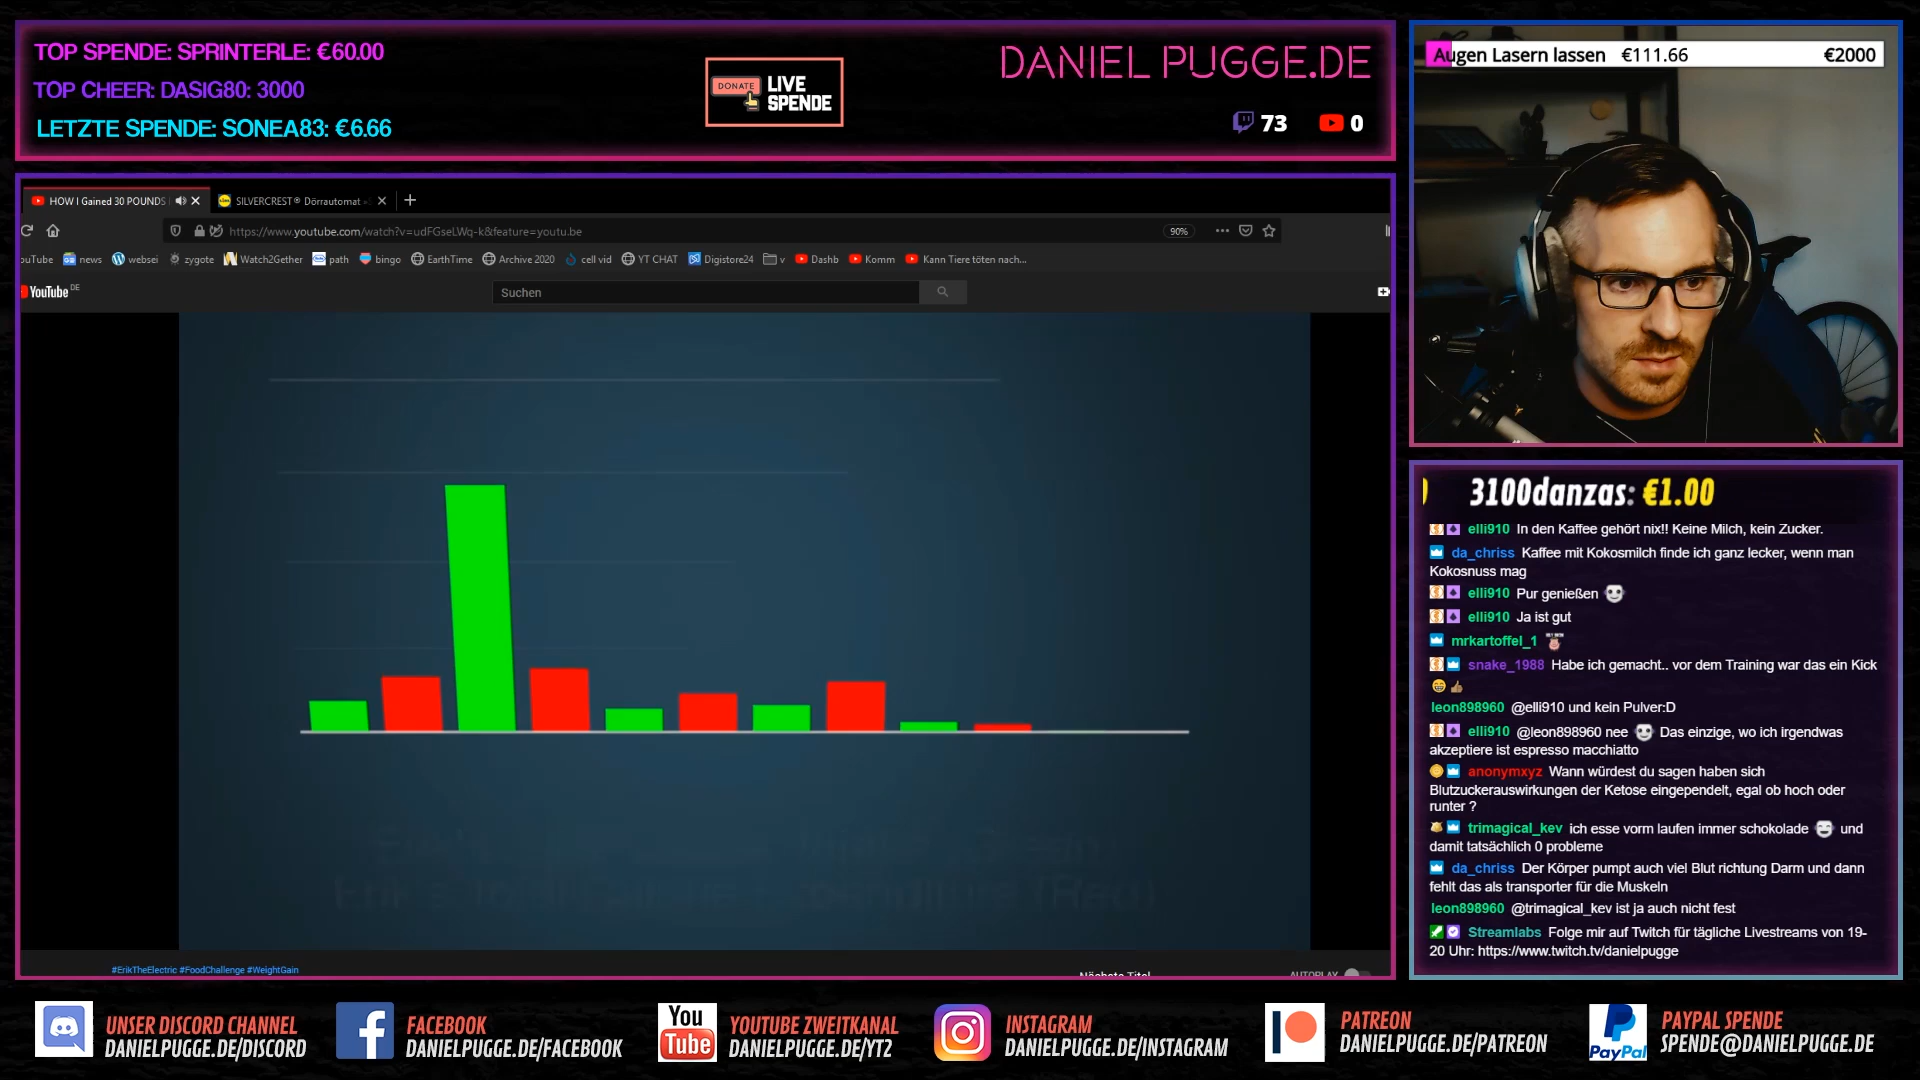 TOP SPENDE: SPRINTERLE: €60.00
TOP CHEER: DASIG80: 3000
LETZTE SPENDE: SONEA83: €6.66
DONATE
LIVE
SPENDE
DANIEL PUGGE.DE
73
0
Augen Lasern lassen €111.66 €2000
HOW I Gained 30 POUNDS
SILVERCREST® Dörrautomat »
https://www.youtube.com/watch?v=udFGseLWq-k&feature=youtu.be
90%
ouTube news websei zygote Watch2Gether path bingo EarthTime Archive 2020 cell vid YT CHAT Digistore24 v Dashb Komm Kann Tiere töten nach...
YouTube DE
Suchen
#ErikTheElectric #FoodChallenge #WeightGain
Nächste Titel
AUTOPLAY
3100danzas: €1.00
elli910 In den Kaffee gehört nix!! Keine Milch, kein Zucker.
da_chriss Kaffee mit Kokosmilch finde ich ganz lecker, wenn man
Kokosnuss mag
elli910 Pur genießen
elli910 Ja ist gut
mrkartoffel_1
snake_1988 Habe ich gemacht.. vor dem Training war das ein Kick
leon898960 @elli910 und kein Pulver:D
elli910 @leon898960 nee Das einzige, wo ich irgendwas
akzeptiere ist espresso macchiatto
anonymxyz Wann würdest du sagen haben sich
Blutzuckerauswirkungen der Ketose eingependelt, egal ob hoch oder
runter ?
trimagical_kev ich esse vorm laufen immer schokolade und
damit tatsächlich 0 probleme
da_chriss Der Körper pumpt auch viel Blut richtung Darm und dann
fehlt das als transporter für die Muskeln
leon898960 @trimagical_kev ist ja auch nicht fest
Streamlabs Folge mir auf Twitch für tägliche Livestreams von 19-
20 Uhr: https://www.twitch.tv/danielpugge
UNSER DISCORD CHANNEL
DANIELPUGGE.DE/DISCORD
FACEBOOK
DANIELPUGGE.DE/FACEBOOK
You
Tube
YOUTUBE ZWEITKANAL
DANIELPUGGE.DE/YT2
INSTAGRAM
DANIELPUGGE.DE/INSTAGRAM
PATREON
DANIELPUGGE.DE/PATREON
PayPal
PAYPAL SPENDE
SPENDE@DANIELPUGGE.DE